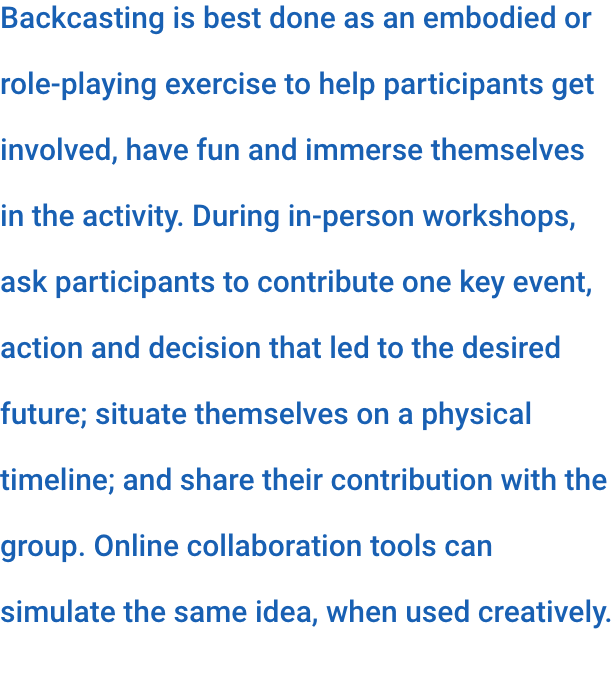 Backcasting is best done as an embodied or
role-playing exercise to help participants get
involved, have fun and immerse themselves
in the activity. During in-person workshops,
ask participants to contribute one key event,
action and decision that led to the desired
future; situate themselves on a physical
timeline; and share their contribution with the
group. Online collaboration tools can
simulate the same idea, when used creatively.